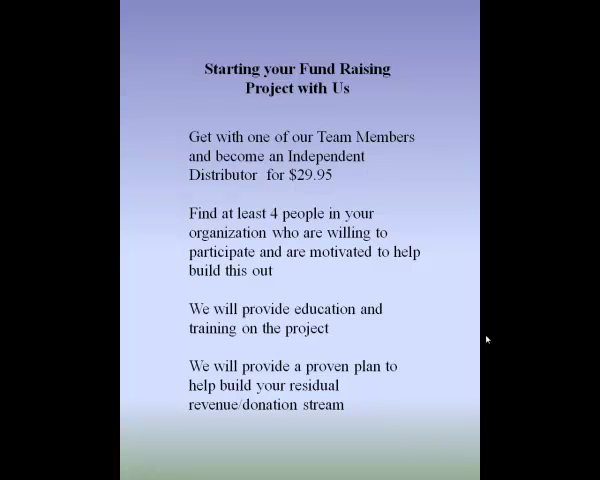 Starting your Fund Raising
Project with Us
Get with one of our Team Members
and become an Independent
Distributor for $29.95
Find at least 4 people in your
organization who are willing to
participate and are motivated to help
build this out
We will provide education and
training on the project
We will provide a proven plan to
help build your residual
revenue/donation stream